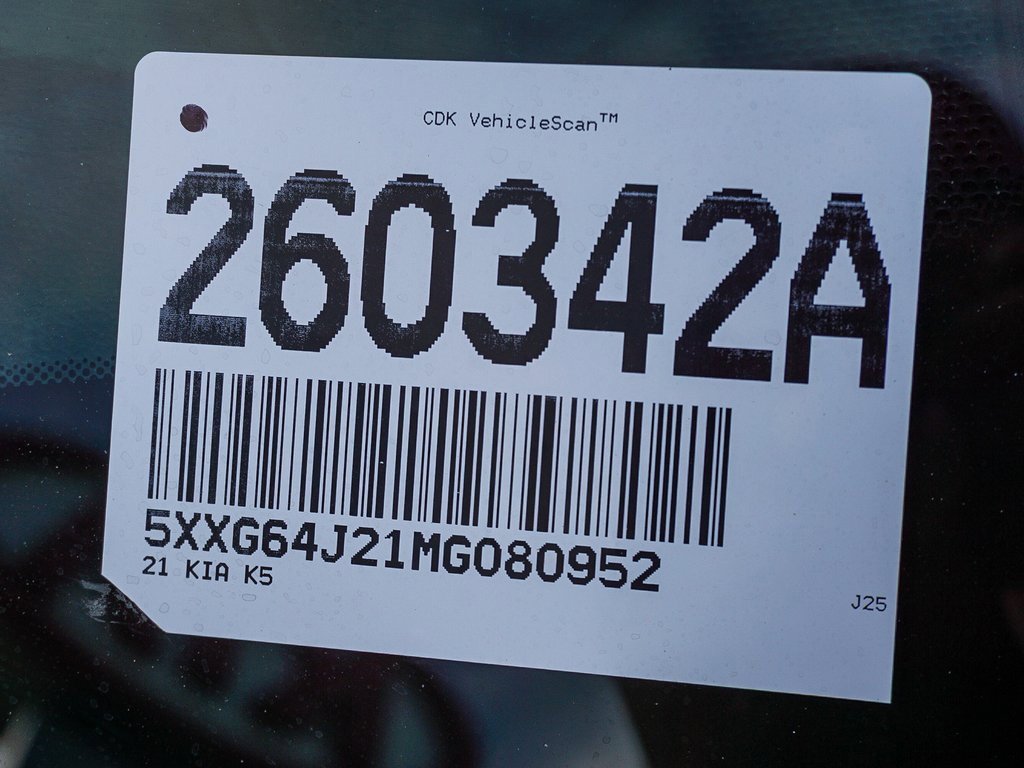 CDK VehicleScan™
260342A
5XXG64J21MG080952
21 KIA K5
J25